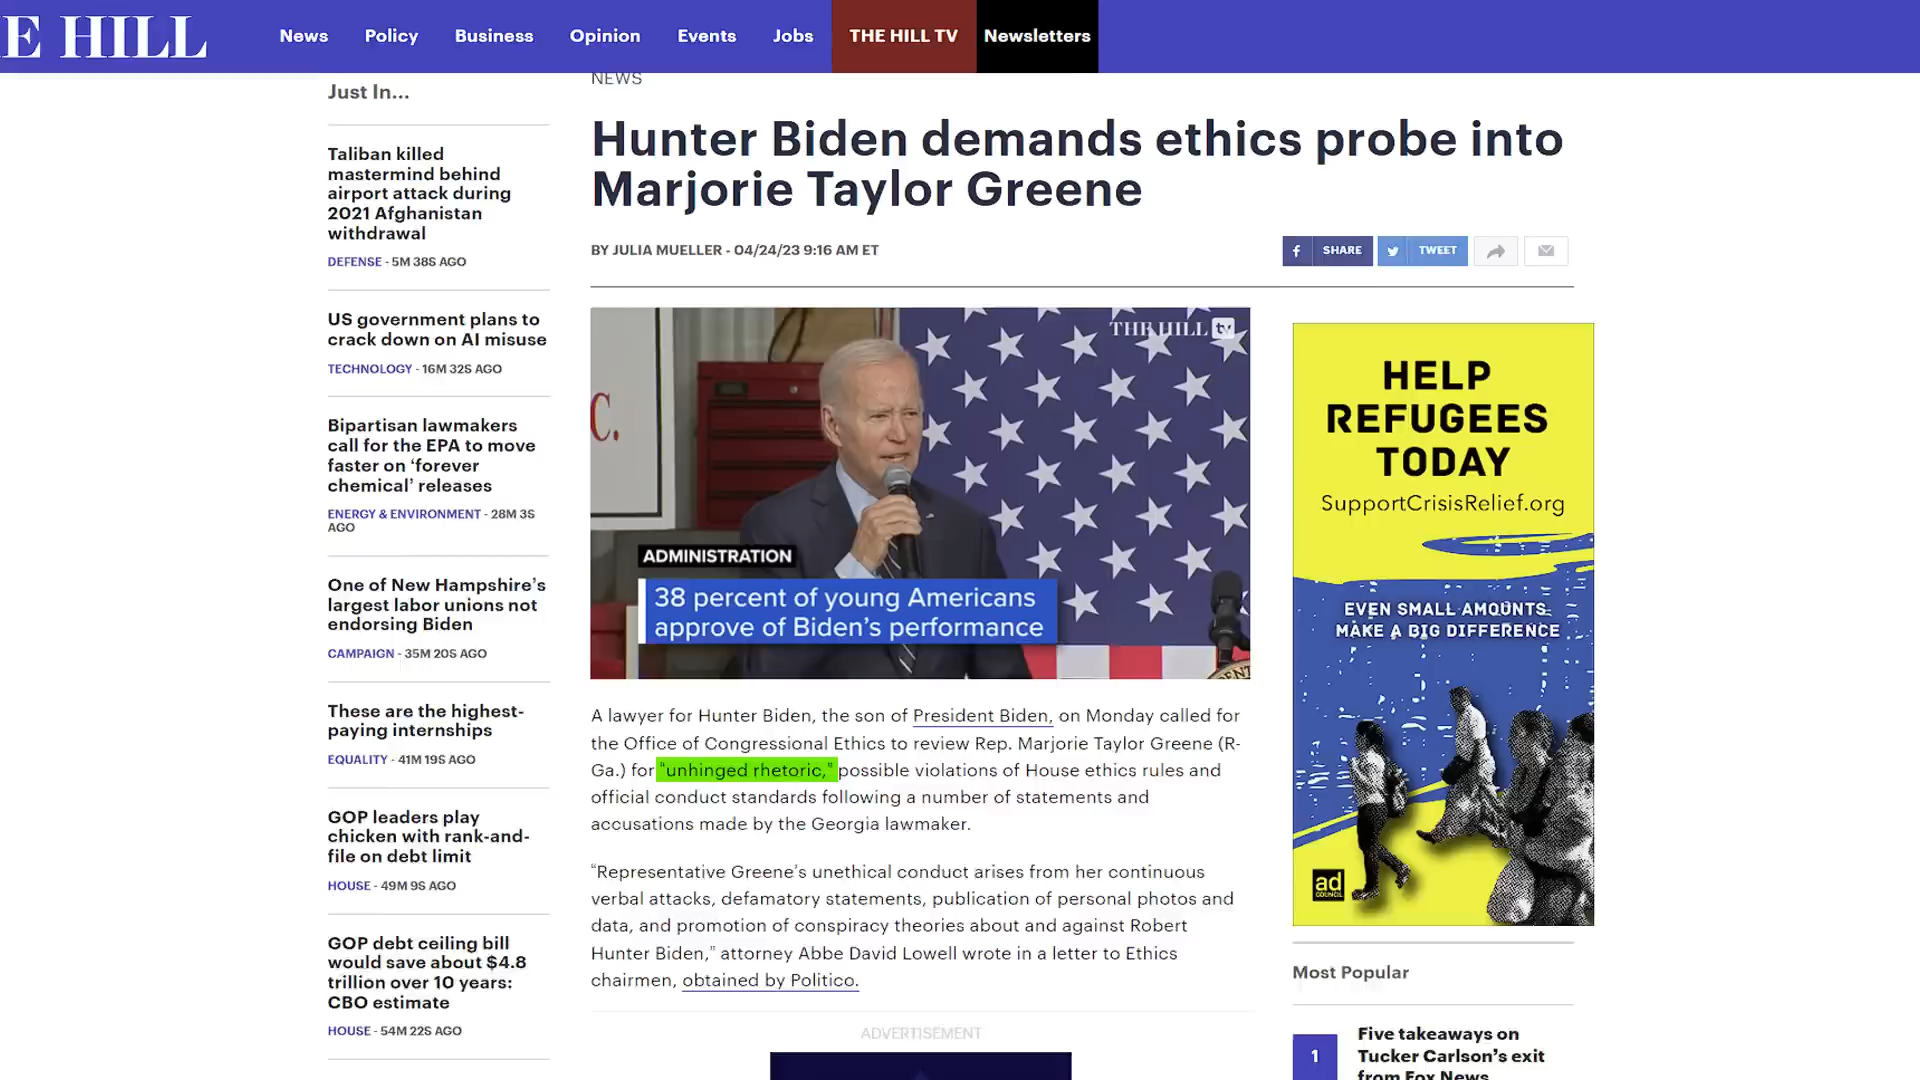 E HILL
News
Policy
Business
Opinion
Events
Jobs
THE HILL TV
Newsletters
Just In...
Taliban killed
mastermind behind
airport attack during
2021 Afghanistan
withdrawal
DEFENSE - 5M 38S AGO
US government plans to
crack down on AI misuse
TECHNOLOGY - 16M 32S AGO
Bipartisan lawmakers
call for the EPA to move
faster on ‘forever
chemical’ releases
ENERGY & ENVIRONMENT - 28M 3S
AGO
One of New Hampshire’s
largest labor unions not
endorsing Biden
CAMPAIGN - 35M 20S AGO
These are the highest-
paying internships
EQUALITY - 41M 19S AGO
GOP leaders play
chicken with rank-and-
file on debt limit
HOUSE - 49M 9S AGO
GOP debt ceiling bill
would save about $4.8
trillion over 10 years:
CBO estimate
HOUSE - 54M 22S AGO
NEWS
Hunter Biden demands ethics probe into
Marjorie Taylor Greene
BY JULIA MUELLER - 04/24/23 9:16 AM ET
SHARE
TWEET
THE HILL tv
C.
ADMINISTRATION
38 percent of young Americans
approve of Biden’s performance
A lawyer for Hunter Biden, the son of President Biden, on Monday called for
the Office of Congressional Ethics to review Rep. Marjorie Taylor Greene (R-
Ga.) for “unhinged rhetoric,” possible violations of House ethics rules and
official conduct standards following a number of statements and
accusations made by the Georgia lawmaker.
“Representative Greene’s unethical conduct arises from her continuous
verbal attacks, defamatory statements, publication of personal photos and
data, and promotion of conspiracy theories about and against Robert
Hunter Biden,” attorney Abbe David Lowell wrote in a letter to Ethics
chairmen, obtained by Politico.
ADVERTISEMENT
HELP
REFUGEES
TODAY
SupportCrisisRelief.org
EVEN SMALL AMOUNTS
MAKE A BIG DIFFERENCE
ad
COUNCIL
Most Popular
1
Five takeaways on
Tucker Carlson’s exit
from Fox News